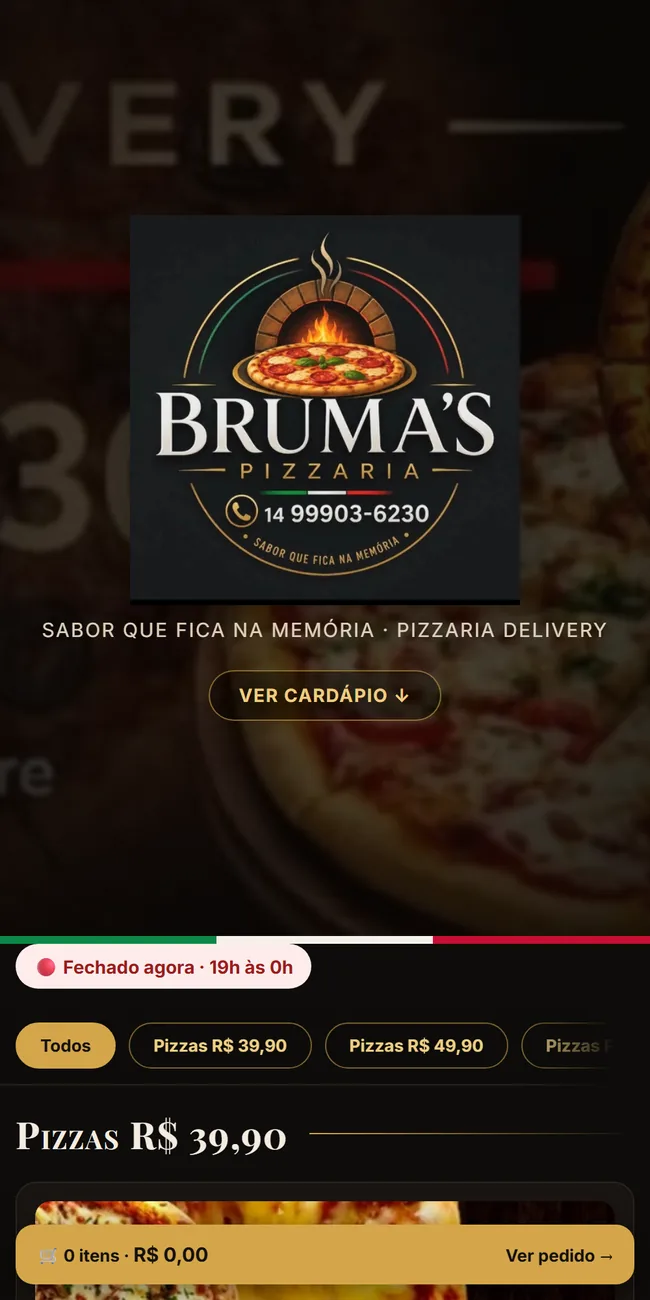 VERY
30
re
BRUMA'S
PIZZARIA
14 99903-6230
• SABOR QUE FICA NA MEMÓRIA •
SABOR QUE FICA NA MEMÓRIA · PIZZARIA DELIVERY
VER CARDÁPIO ↓
Fechado agora · 19h às 0h
Todos
Pizzas R$ 39,90
Pizzas R$ 49,90
Pizzas
Pizzas R$ 39,90
🛒 0 itens · R$ 0,00
Ver pedido →